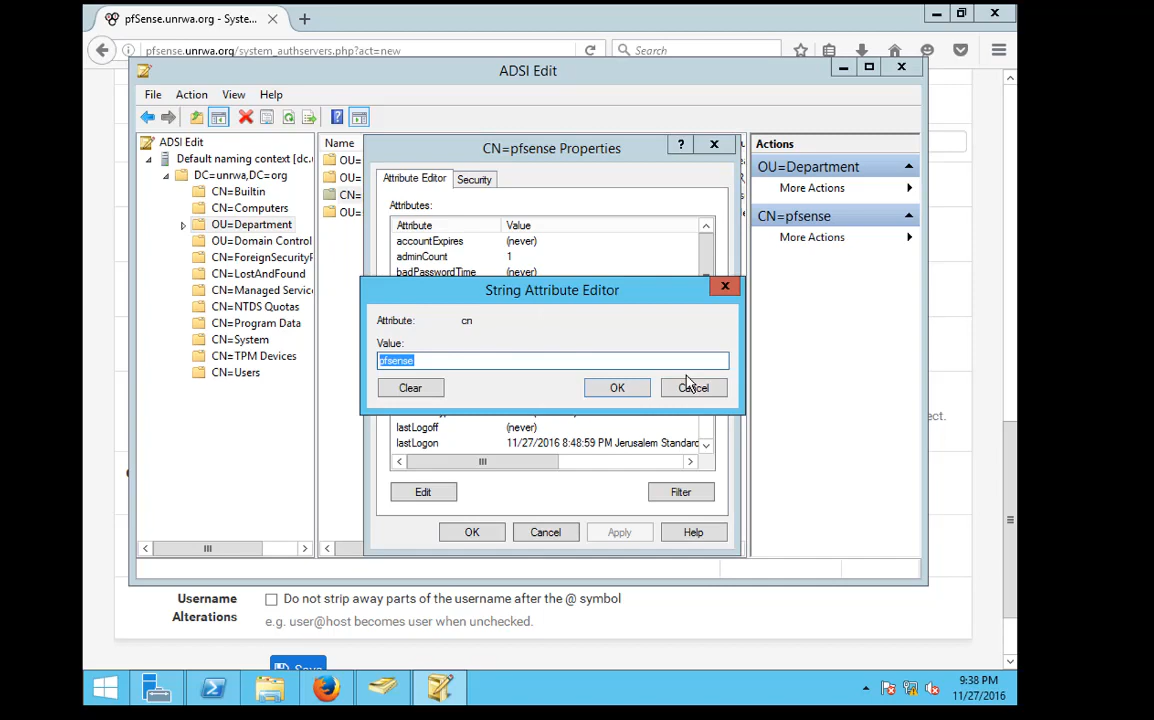 pfSense.unrwa.org - Syste...
pfsense.unrwa.org/system_authservers.php?act=new
Search
ADSI Edit
File Action View Help
ADSI Edit
Default naming context [dc.
DC=unrwa,DC=org
CN=Builtin
CN=Computers
OU=Department
OU=Domain Control
CN=ForeignSecurityF
CN=LostAndFound
CN=Managed Servic
CN=NTDS Quotas
CN=Program Data
CN=System
CN=TPM Devices
CN=Users
Name
OU=
OU=
CN=
OU=
CN=pfsense Properties
?
Attribute Editor Security
Attributes:
Attribute Value
accountExpires (never)
adminCount 1
badPasswordTime (never)
String Attribute Editor
Attribute: cn
Value:
pfsense
Clear OK Cancel
lastLogoff (never)
lastLogon 11/27/2016 8:48:59 PM Jerusalem Standard
Edit Filter
OK Cancel Apply Help
Actions
OU=Department
More Actions
CN=pfsense
More Actions
ect.
Username Alterations
Do not strip away parts of the username after the @ symbol
e.g. user@host becomes user when unchecked.
Save
9:38 PM
11/27/2016